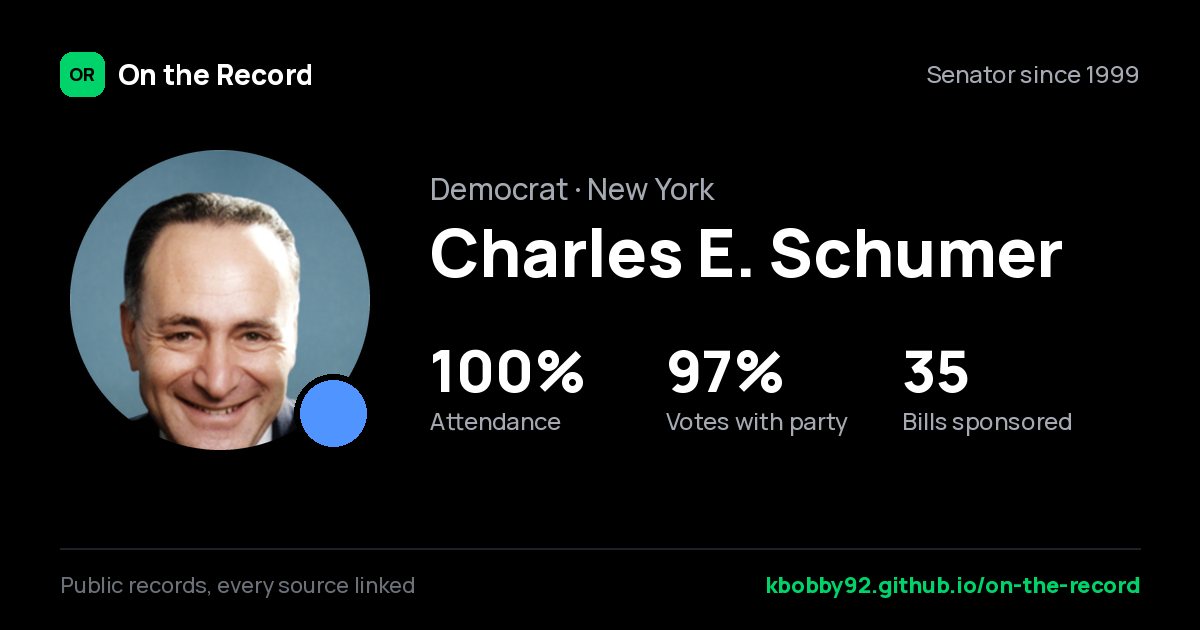 OR On the Record
Senator since 1999
Democrat · New York
Charles E. Schumer
100% 97% 35
Attendance Votes with party Bills sponsored
Public records, every source linked
kbobby92.github.io/on-the-record